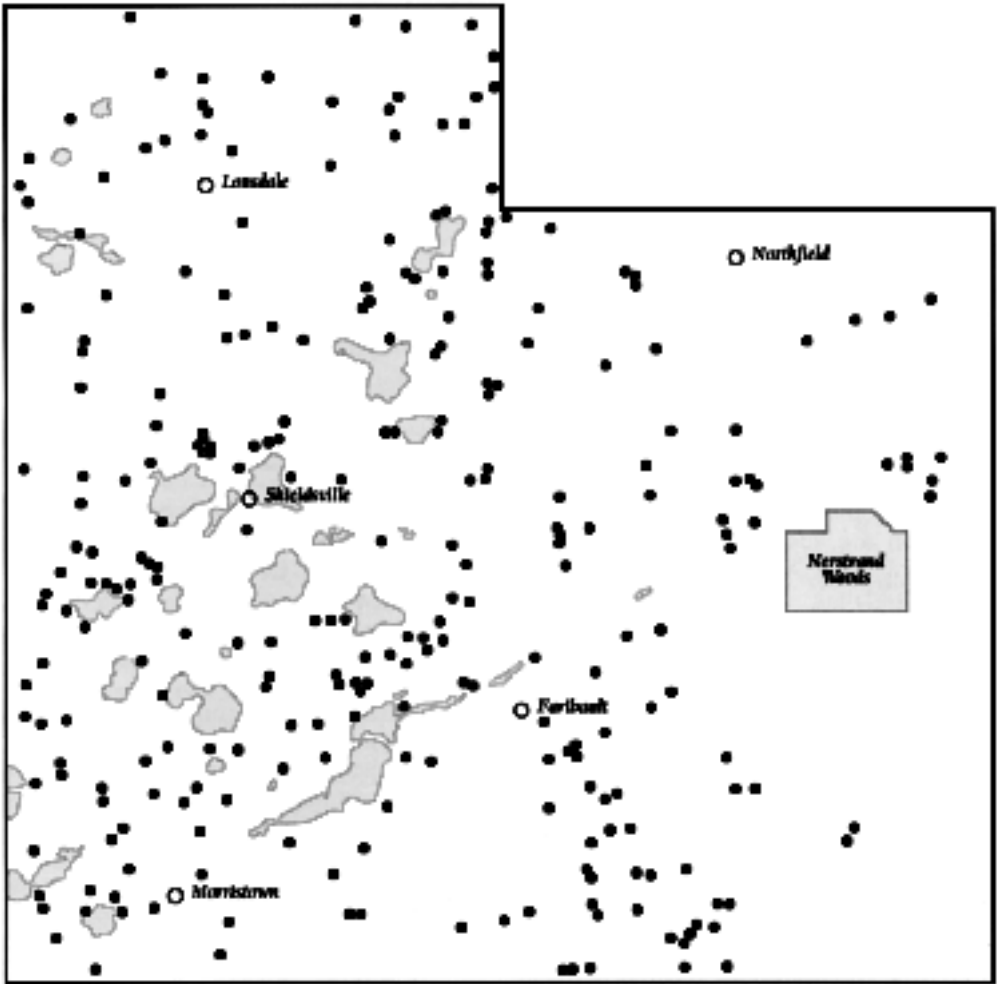 Lonsdale
Northfield
Shieldsville
Nerstrand
Woods
Faribault
Morristown